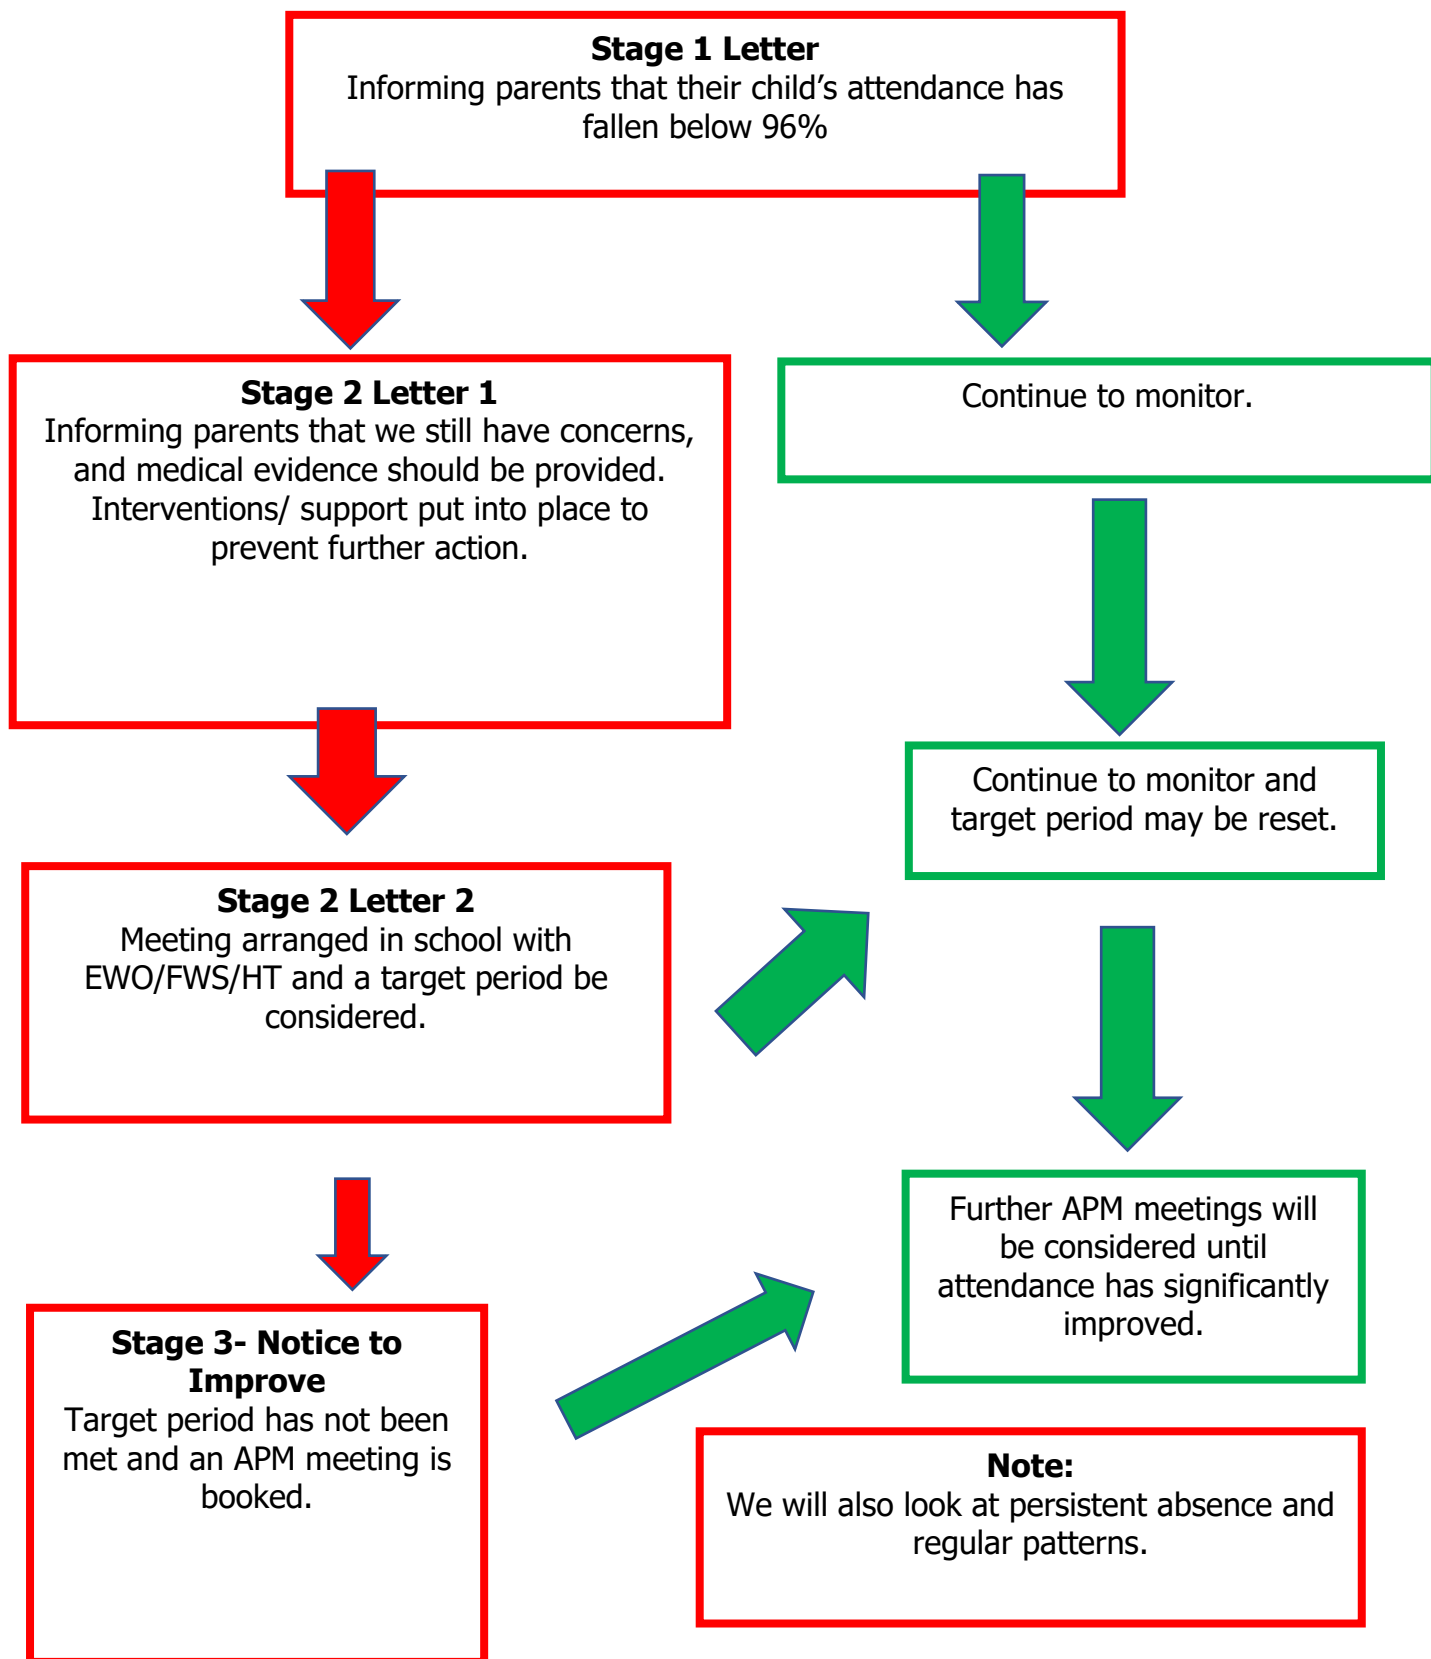 Stage 1 Letter
Informing parents that their child’s attendance has
fallen below 96%
Stage 2 Letter 1
Informing parents that we still have concerns,
and medical evidence should be provided.
Interventions/ support put into place to
prevent further action.
Continue to monitor.
Continue to monitor and
target period may be reset.
Stage 2 Letter 2
Meeting arranged in school with
EWO/FWS/HT and a target period be
considered.
Further APM meetings will
be considered until
attendance has significantly
improved.
Stage 3- Notice to
Improve
Target period has not been
met and an APM meeting is
booked.
Note:
We will also look at persistent absence and
regular patterns.